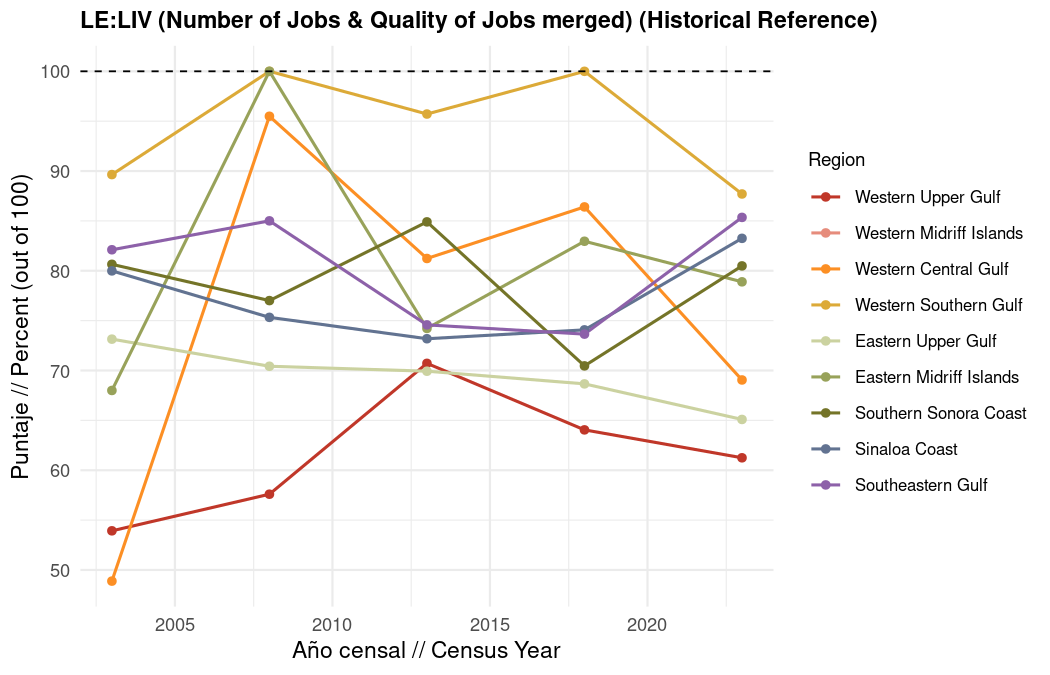 LE:LIV (Number of Jobs & Quality of Jobs merged) (Historical Reference)
Puntaje // Percent (out of 100)
100
90
80
70
60
50
2005 2010 2015 2020
Año censal // Census Year
Region
Western Upper Gulf
Western Midriff Islands
Western Central Gulf
Western Southern Gulf
Eastern Upper Gulf
Eastern Midriff Islands
Southern Sonora Coast
Sinaloa Coast
Southeastern Gulf